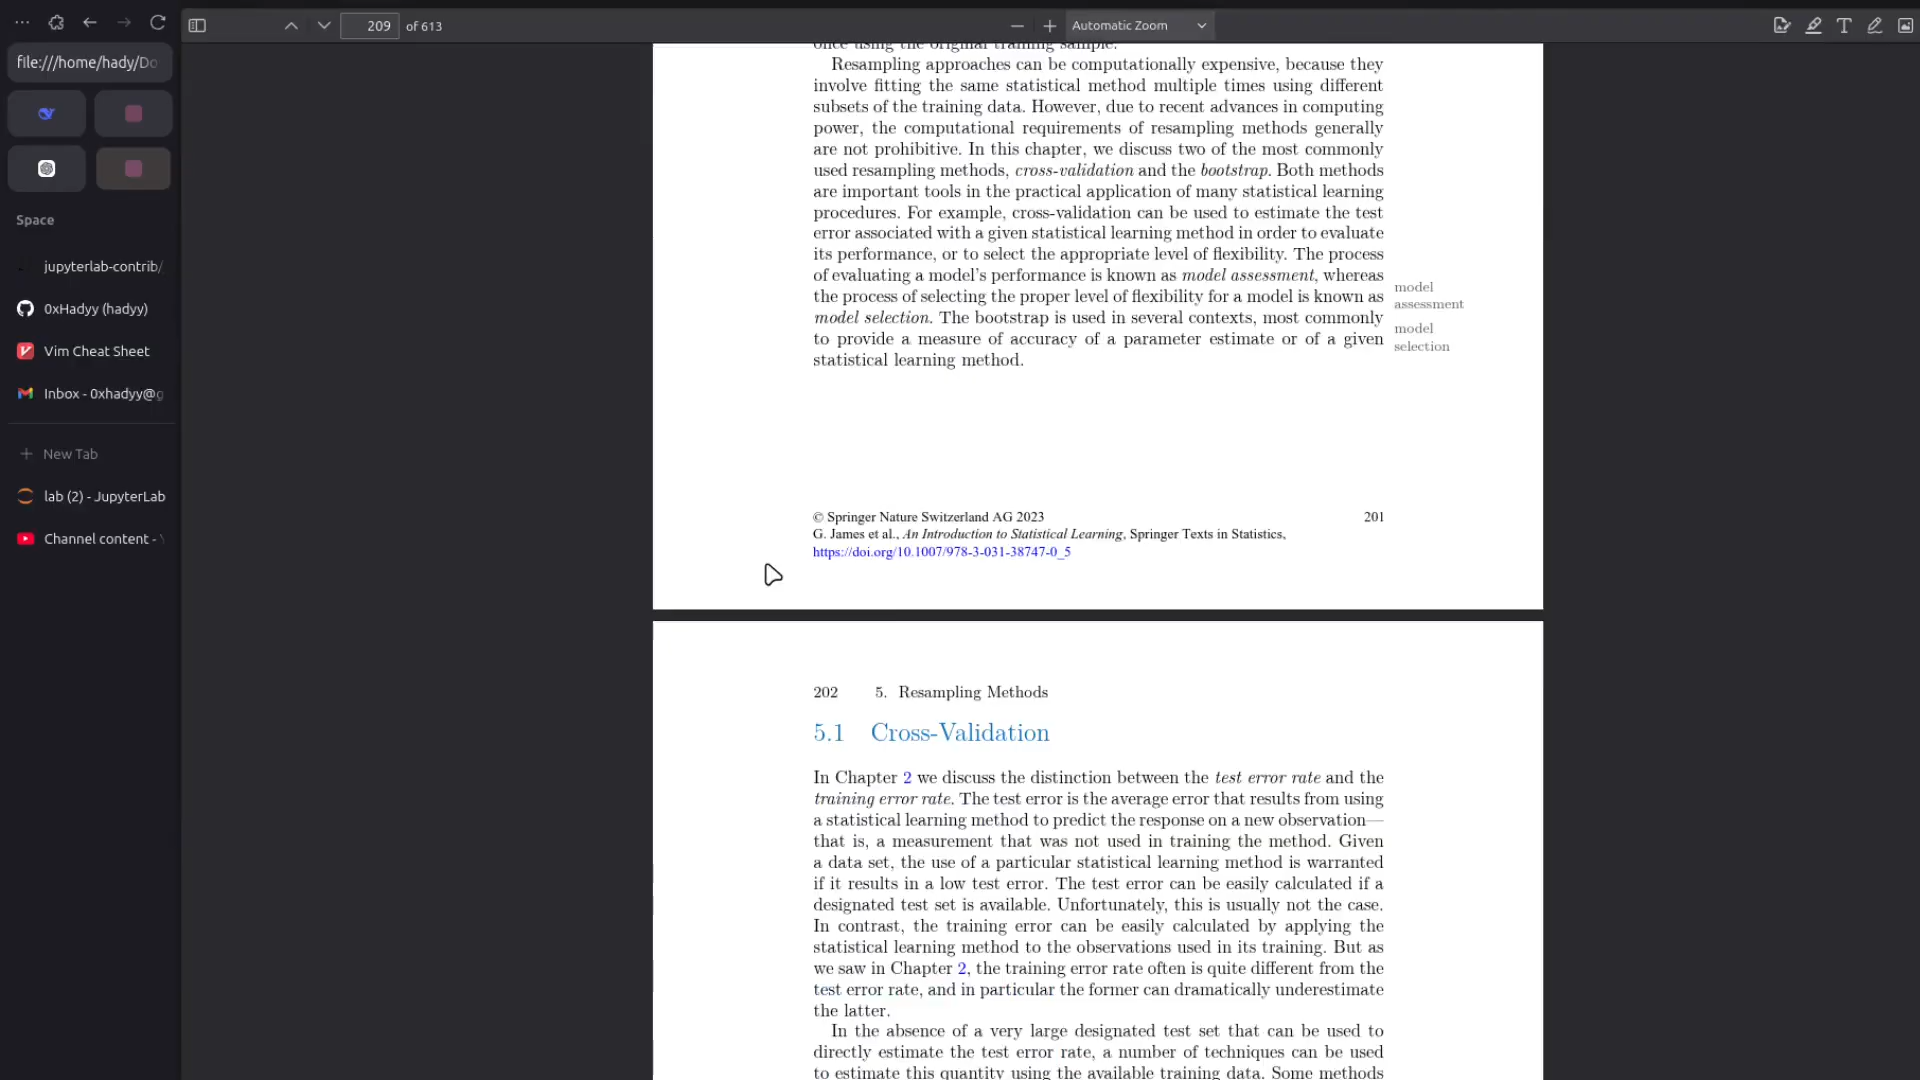 209 of 613
Automatic Zoom
file:///home/hady/Do
Space
jupyterlab-contrib/
0xHadyy (hadyy)
Vim Cheat Sheet
Inbox - 0xhadyy@g
New Tab
lab (2) - JupyterLab
Channel content -
once using the original training sample.
Resampling approaches can be computationally expensive, because they
involve fitting the same statistical method multiple times using different
subsets of the training data. However, due to recent advances in computing
power, the computational requirements of resampling methods generally
are not prohibitive. In this chapter, we discuss two of the most commonly
used resampling methods, cross-validation and the bootstrap. Both methods
are important tools in the practical application of many statistical learning
procedures. For example, cross-validation can be used to estimate the test
error associated with a given statistical learning method in order to evaluate
its performance, or to select the appropriate level of flexibility. The process
of evaluating a model's performance is known as model assessment, whereas
the process of selecting the proper level of flexibility for a model is known as
model selection. The bootstrap is used in several contexts, most commonly
to provide a measure of accuracy of a parameter estimate or of a given
statistical learning method.
model
assessment
model
selection
© Springer Nature Switzerland AG 2023 201
G. James et al., An Introduction to Statistical Learning, Springer Texts in Statistics,
https://doi.org/10.1007/978-3-031-38747-0_5
202 5. Resampling Methods
5.1 Cross-Validation
In Chapter 2 we discuss the distinction between the test error rate and the
training error rate. The test error is the average error that results from using
a statistical learning method to predict the response on a new observation—
that is, a measurement that was not used in training the method. Given
a data set, the use of a particular statistical learning method is warranted
if it results in a low test error. The test error can be easily calculated if a
designated test set is available. Unfortunately, this is usually not the case.
In contrast, the training error can be easily calculated by applying the
statistical learning method to the observations used in its training. But as
we saw in Chapter 2, the training error rate often is quite different from the
test error rate, and in particular the former can dramatically underestimate
the latter.
In the absence of a very large designated test set that can be used to
directly estimate the test error rate, a number of techniques can be used
to estimate this quantity using the available training data. Some methods